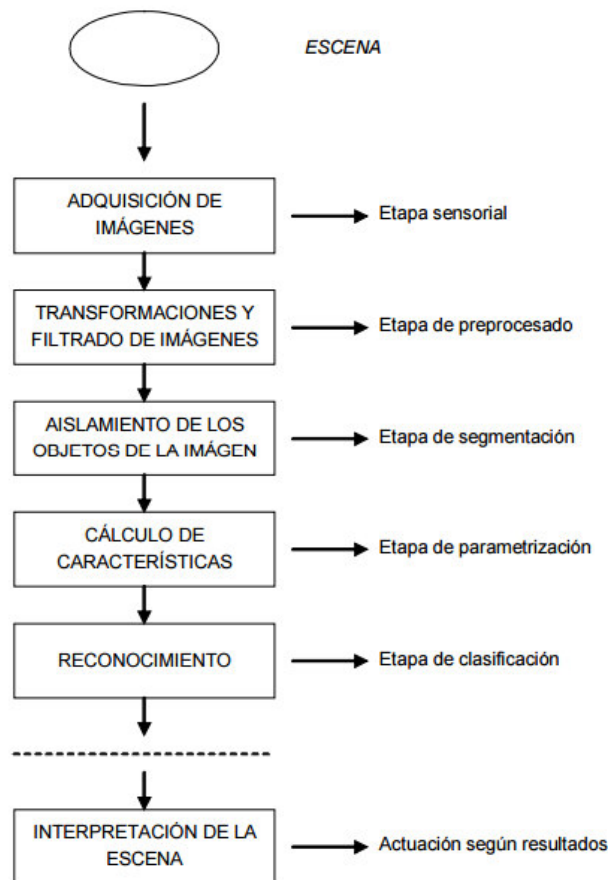 ESCENA
ADQUISICIÓN DE
IMÁGENES
Etapa sensorial
TRANSFORMACIONES Y
FILTRADO DE IMÁGENES
Etapa de preprocesado
AISLAMIENTO DE LOS
OBJETOS DE LA IMÁGEN
Etapa de segmentación
CÁLCULO DE
CARACTERÍSTICAS
Etapa de parametrización
RECONOCIMIENTO
Etapa de clasificación
INTERPRETACIÓN DE LA
ESCENA
Actuación según resultados